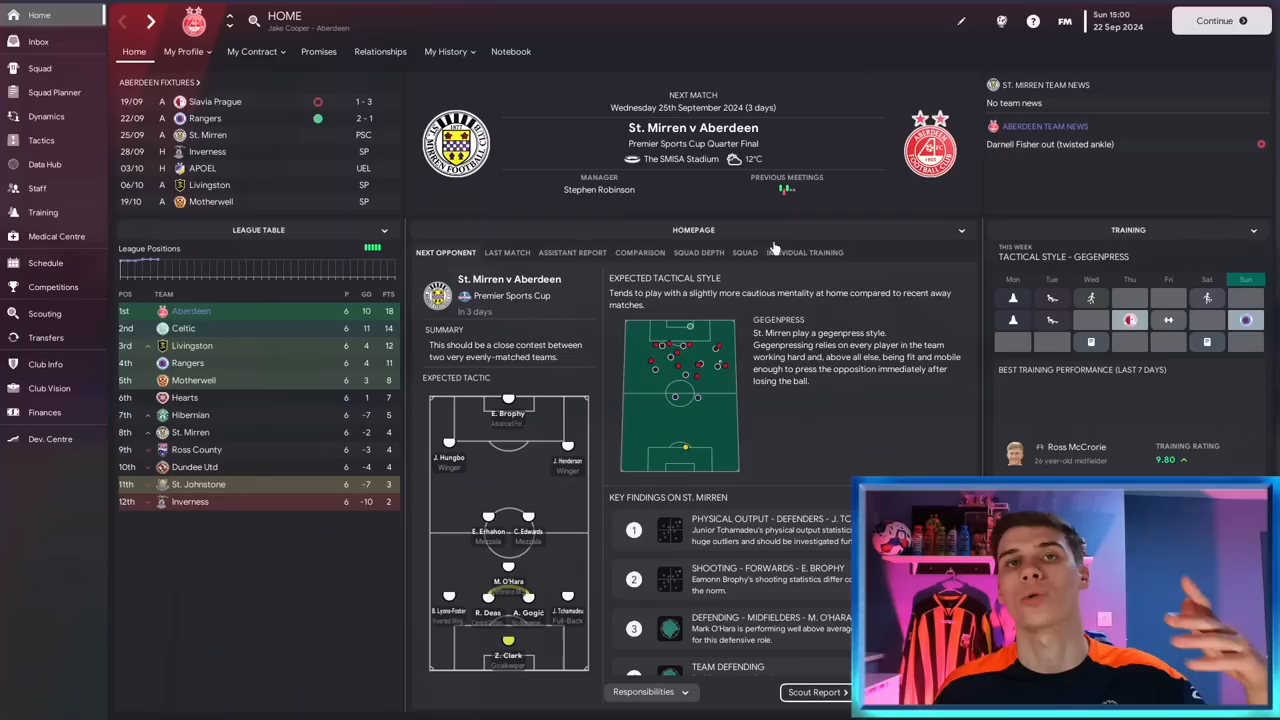 Home
HOME
Jake Cooper - Aberdeen
FM
Sun 15:00
22 Sep 2024
Continue
Inbox
Squad
Squad Planner
Dynamics
Tactics
Data Hub
Staff
Training
Medical Centre
Schedule
Competitions
Scouting
Transfers
Club Info
Club Vision
Finances
Dev. Centre
Home
My Profile
My Contract
Promises
Relationships
My History
Notebook
ABERDEEN FIXTURES
19/09 A Slavia Prague 1 - 3
22/09 A Rangers 2 - 1
25/09 A St. Mirren PSC
28/09 H Inverness SP
03/10 H APOEL UEL
06/10 A Livingston SP
19/10 A Motherwell SP
NEXT MATCH
Wednesday 25th September 2024 (3 days)
St. Mirren v Aberdeen
Premier Sports Cup Quarter Final
The SMISA Stadium 12°C
MANAGER
Stephen Robinson
PREVIOUS MEETINGS
ST. MIRREN TEAM NEWS
No team news
ABERDEEN TEAM NEWS
Darnell Fisher out (twisted ankle)
LEAGUE TABLE
League Positions
POS TEAM P GD PTS
1st Aberdeen 6 10 18
2nd Celtic 6 11 14
3rd Livingston 6 4 12
4th Rangers 6 4 11
5th Motherwell 6 3 8
6th Hearts 6 1 7
7th Hibernian 6 -7 5
8th St. Mirren 6 -2 4
9th Ross County 6 -3 4
10th Dundee Utd 6 -4 4
11th St. Johnstone 6 -7 3
12th Inverness 6 -10 2
HOMEPAGE
NEXT OPPONENT
LAST MATCH
ASSISTANT REPORT
COMPARISON
SQUAD DEPTH
SQUAD
INDIVIDUAL TRAINING
St. Mirren v Aberdeen
Premier Sports Cup
In 3 days
SUMMARY
This should be a close contest between
two very evenly-matched teams.
EXPECTED TACTIC
E. Brophy
J. Hungbo
Winger
J. Henderson
Winger
E. Erhahon
Mezzala
C. Edwards
Mezzala
M. O'Hara
B. Lyons-Foster
R. Deas
A. Gogić
J. Tchamadeu
Full-Back
Z. Clark
Goalkeeper
EXPECTED TACTICAL STYLE
Tends to play with a slightly more cautious mentality at home compared to recent away
matches.
GEGENPRESS
St. Mirren play a gegenpress style.
Gegenpressing relies on every player in the team
working hard and, above all else, being fit and mobile
enough to press the opposition immediately after
losing the ball.
KEY FINDINGS ON ST. MIRREN
1 PHYSICAL OUTPUT - DEFENDERS - J. TC
Junior Tchamadeu's physical output statistics
huge outliers and should be investigated fur
2 SHOOTING - FORWARDS - E. BROPHY
Eamonn Brophy's shooting statistics differ co
the norm.
3 DEFENDING - MIDFIELDERS - M. O'HARA
Mark O'Hara is performing well above average
for this defensive role.
TEAM DEFENDING
Responsibilities
Scout Report
TRAINING
THIS WEEK
TACTICAL STYLE - GEGENPRESS
Mon Tue Wed Thu Fri Sat Sun
BEST TRAINING PERFORMANCE (LAST 7 DAYS)
Ross McCrorie
26 year-old midfielder
TRAINING RATING
9.80